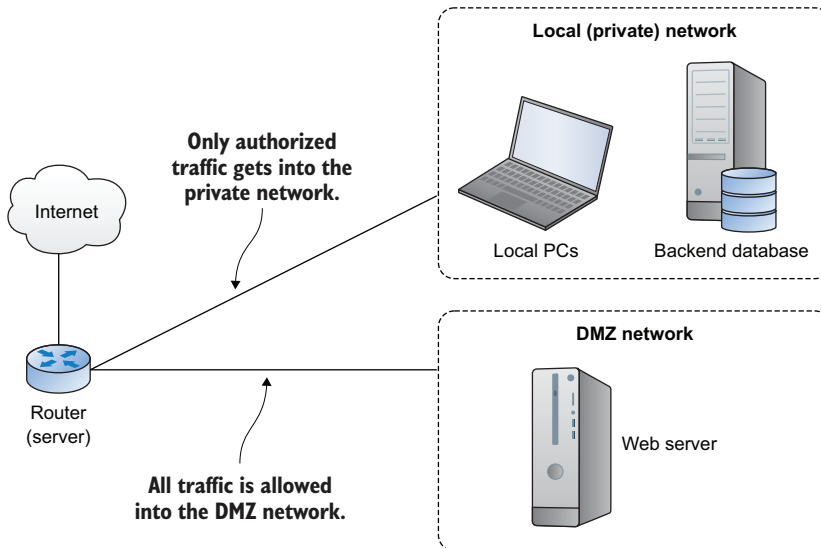 Local (private) network
Only authorized
traffic gets into the
private network.
Internet
Local PCs
Backend database
DMZ network
Router
(server)
Web server
All traffic is allowed
into the DMZ network.